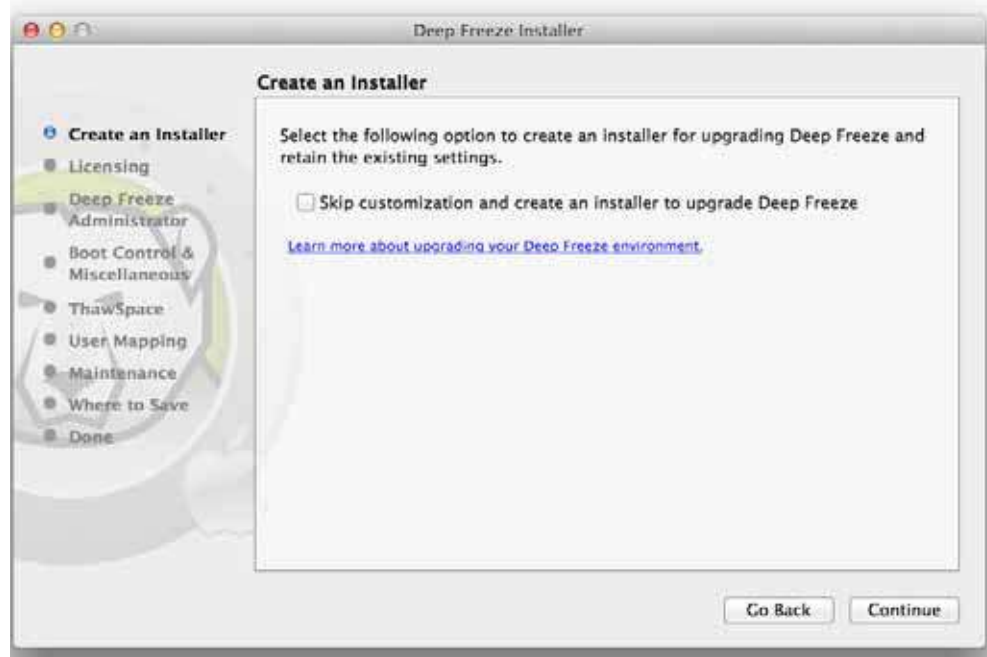 Deep Freeze Installer
Create an Installer
Create an Installer
Licensing
Deep Freeze
Administrator
Boot Control &
Miscellaneous
ThawSpace
User Mapping
Maintenance
Where to Save
Done
Select the following option to create an installer for upgrading Deep Freeze and
retain the existing settings.
Skip customization and create an installer to upgrade Deep Freeze
Learn more about upgrading your Deep Freeze environment.
Go Back
Continue